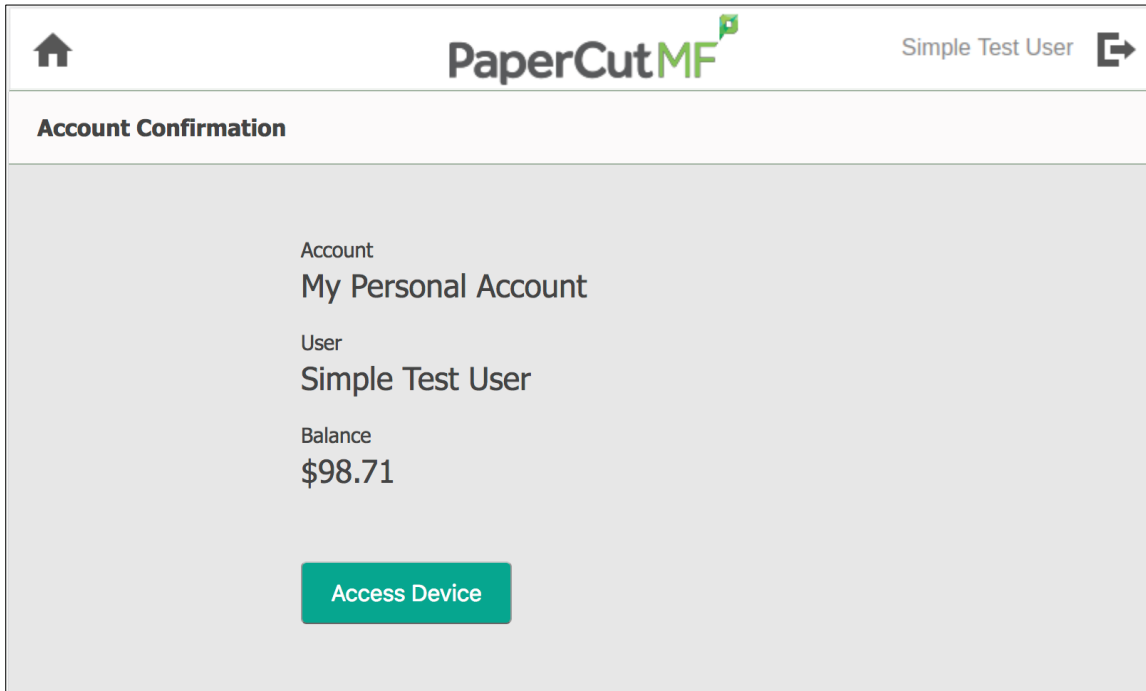 PaperCutMF
Simple Test User
Account Confirmation
Account
My Personal Account
User
Simple Test User
Balance
$98.71
Access Device